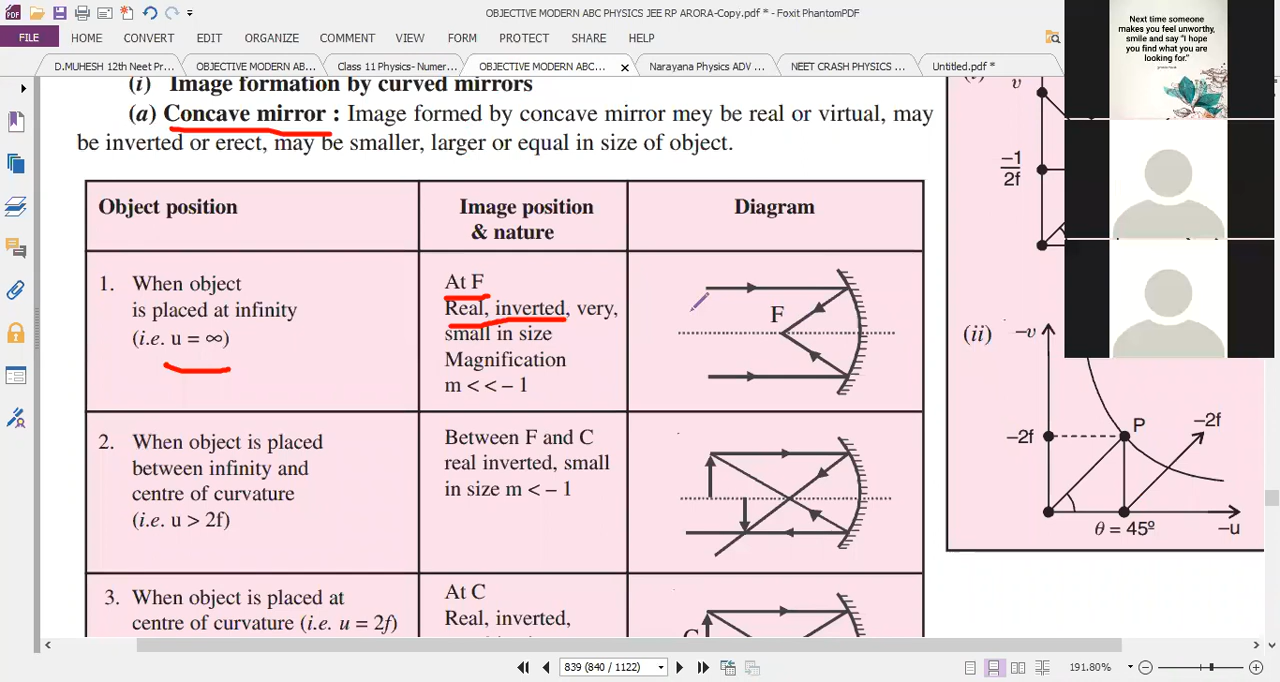 OBJECTIVE MODERN ABC PHYSICS JEE RP ARORA-Copy.pdf * - Foxit PhantomPDF
FILE HOME CONVERT EDIT ORGANIZE COMMENT VIEW FORM PROTECT SHARE HELP
D.MUHESH 12th Neet Pr... OBJECTIVE MODERN AB... Class 11 Physics- Numer... OBJECTIVE MODERN ABC... Narayana Physics ADV ... NEET CRASH PHYSICS ... Untitled.pdf *
Next time someone
makes you feel unworthy,
smile and say "I hope
you find what you are
looking for."
(i) Image formation by curved mirrors
(a) Concave mirror : Image formed by concave mirror mey be real or virtual, may
be inverted or erect, may be smaller, larger or equal in size of object.
Object position
Image position
& nature
Diagram
1. When object
is placed at infinity
(i.e. u = ∞)
At F
Real, inverted, very,
small in size
Magnification
m < < – 1
F
2. When object is placed
between infinity and
centre of curvature
(i.e. u > 2f)
Between F and C
real inverted, small
in size m < – 1
3. When object is placed at
centre of curvature (i.e. u = 2f)
At C
Real, inverted,
v
–1
2f
(ii)
–v
–2f
P
–2f
θ = 45º
–u
839 (840 / 1122)
191.80%